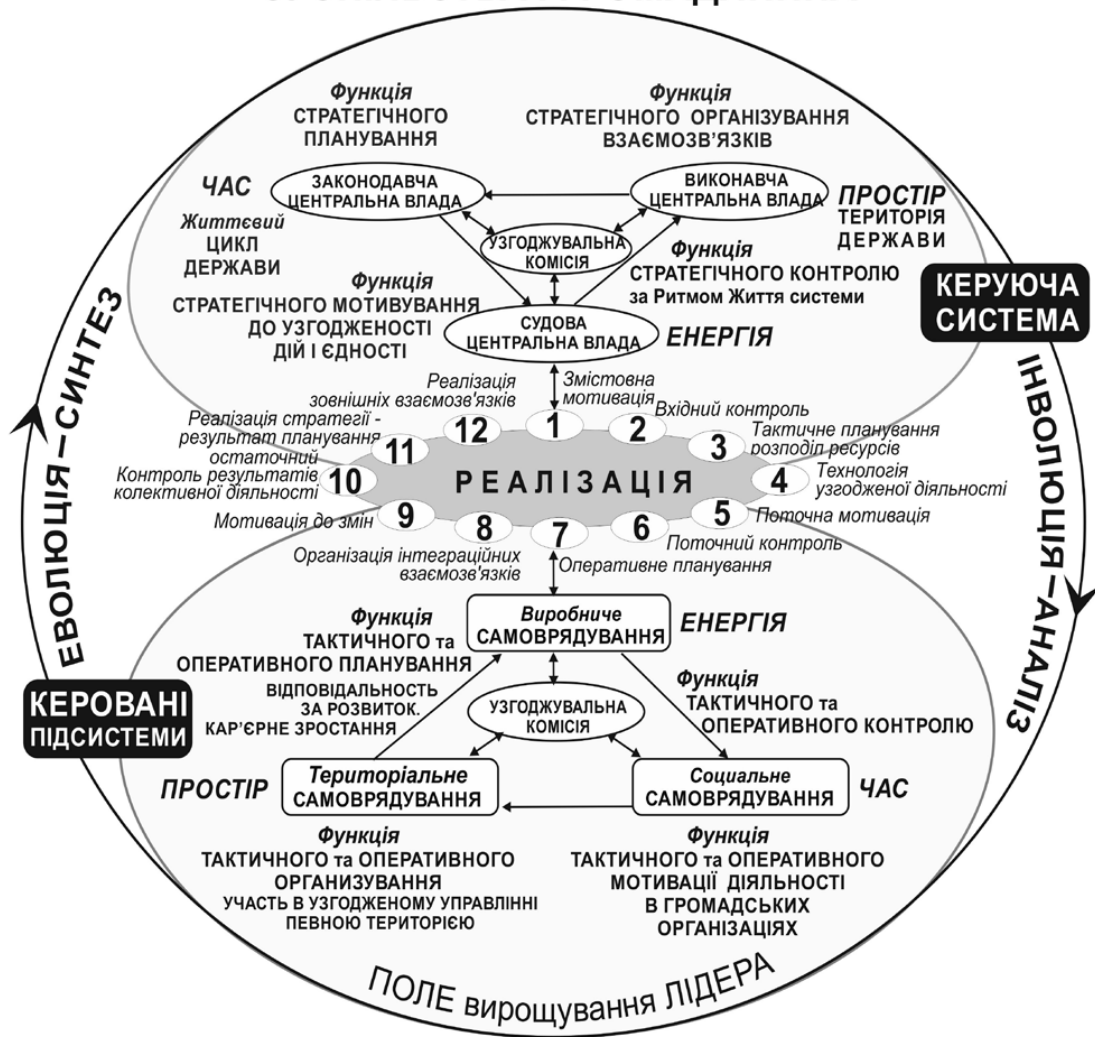 Функція
СТРАТЕГІЧНОГО
ПЛАНУВАННЯ
Функція
СТРАТЕГІЧНОГО ОРГАНІЗУВАННЯ
ВЗАЄМОЗВ'ЯЗКІВ
ЧАС
Життєвий
ЦИКЛ
ДЕРЖАВИ
ЗАКОНОДАВЧА
ЦЕНТРАЛЬНА ВЛАДА
ВИКОНАВЧА
ЦЕНТРАЛЬНА ВЛАДА
ПРОСТІР
ТЕРИТОРІЯ
ДЕРЖАВИ
УЗГОДЖУВАЛЬНА
КОМІСІЯ
Функція
СТРАТЕГІЧНОГО КОНТРОЛЮ
за Ритмом Життя системи
Функція
СТРАТЕГІЧНОГО МОТИВУВАННЯ
ДО УЗГОДЖЕНОСТІ
ДІЙ І ЄДНОСТІ
СУДОВА
ЦЕНТРАЛЬНА ВЛАДА
ЕНЕРГІЯ
КЕРУЮЧА
СИСТЕМА
ЕВОЛЮЦІЯ–СИНТЕЗ
ІНВОЛЮЦІЯ–АНАЛІЗ
РЕАЛІЗАЦІЯ
1
Змістовна
мотивація
2
Вхідний контроль
3
Тактичне планування
розподіл ресурсів
4
Технологія
узгодженої діяльності
5
Поточна мотивація
6
Поточний контроль
7
Оперативне планування
8
Організація інтеграційних
взаємозв'язків
9
Мотивація до змін
10
остаточний
Контроль результатів
колективної діяльності
11
Реалізація стратегії -
результат планування
12
Реалізація
зовнішніх взаємозв'язків
Функція
ТАКТИЧНОГО та
ОПЕРАТИВНОГО ПЛАНУВАННЯ
ВІДПОВІДАЛЬНОСТЬ
ЗА РОЗВИТОК.
КАР'ЄРНЕ ЗРОСТАННЯ
Виробниче
САМОВРЯДУВАННЯ
ЕНЕРГІЯ
Функція
ТАКТИЧНОГО та
ОПЕРАТИВНОГО КОНТРОЛЮ
КЕРОВАНІ
ПІДСИСТЕМИ
УЗГОДЖУВАЛЬНА
КОМІСІЯ
ПРОСТІР
Територіальне
САМОВРЯДУВАННЯ
Социальне
САМОВРЯДУВАННЯ
ЧАС
Функція
ТАКТИЧНОГО та ОПЕРАТИВНОГО
ОРГАНИЗУВАННЯ
УЧАСТЬ В УЗГОДЖЕНОМУ УПРАВЛІННІ
ПЕВНОЮ ТЕРИТОРІЄЮ
Функція
ТАКТИЧНОГО та ОПЕРАТИВНОГО
МОТИВАЦІЇ ДІЯЛЬНОСТІ
В ГРОМАДСЬКИХ
ОРГАНІЗАЦІЯХ
ПОЛЕ вирощування ЛІДЕРА